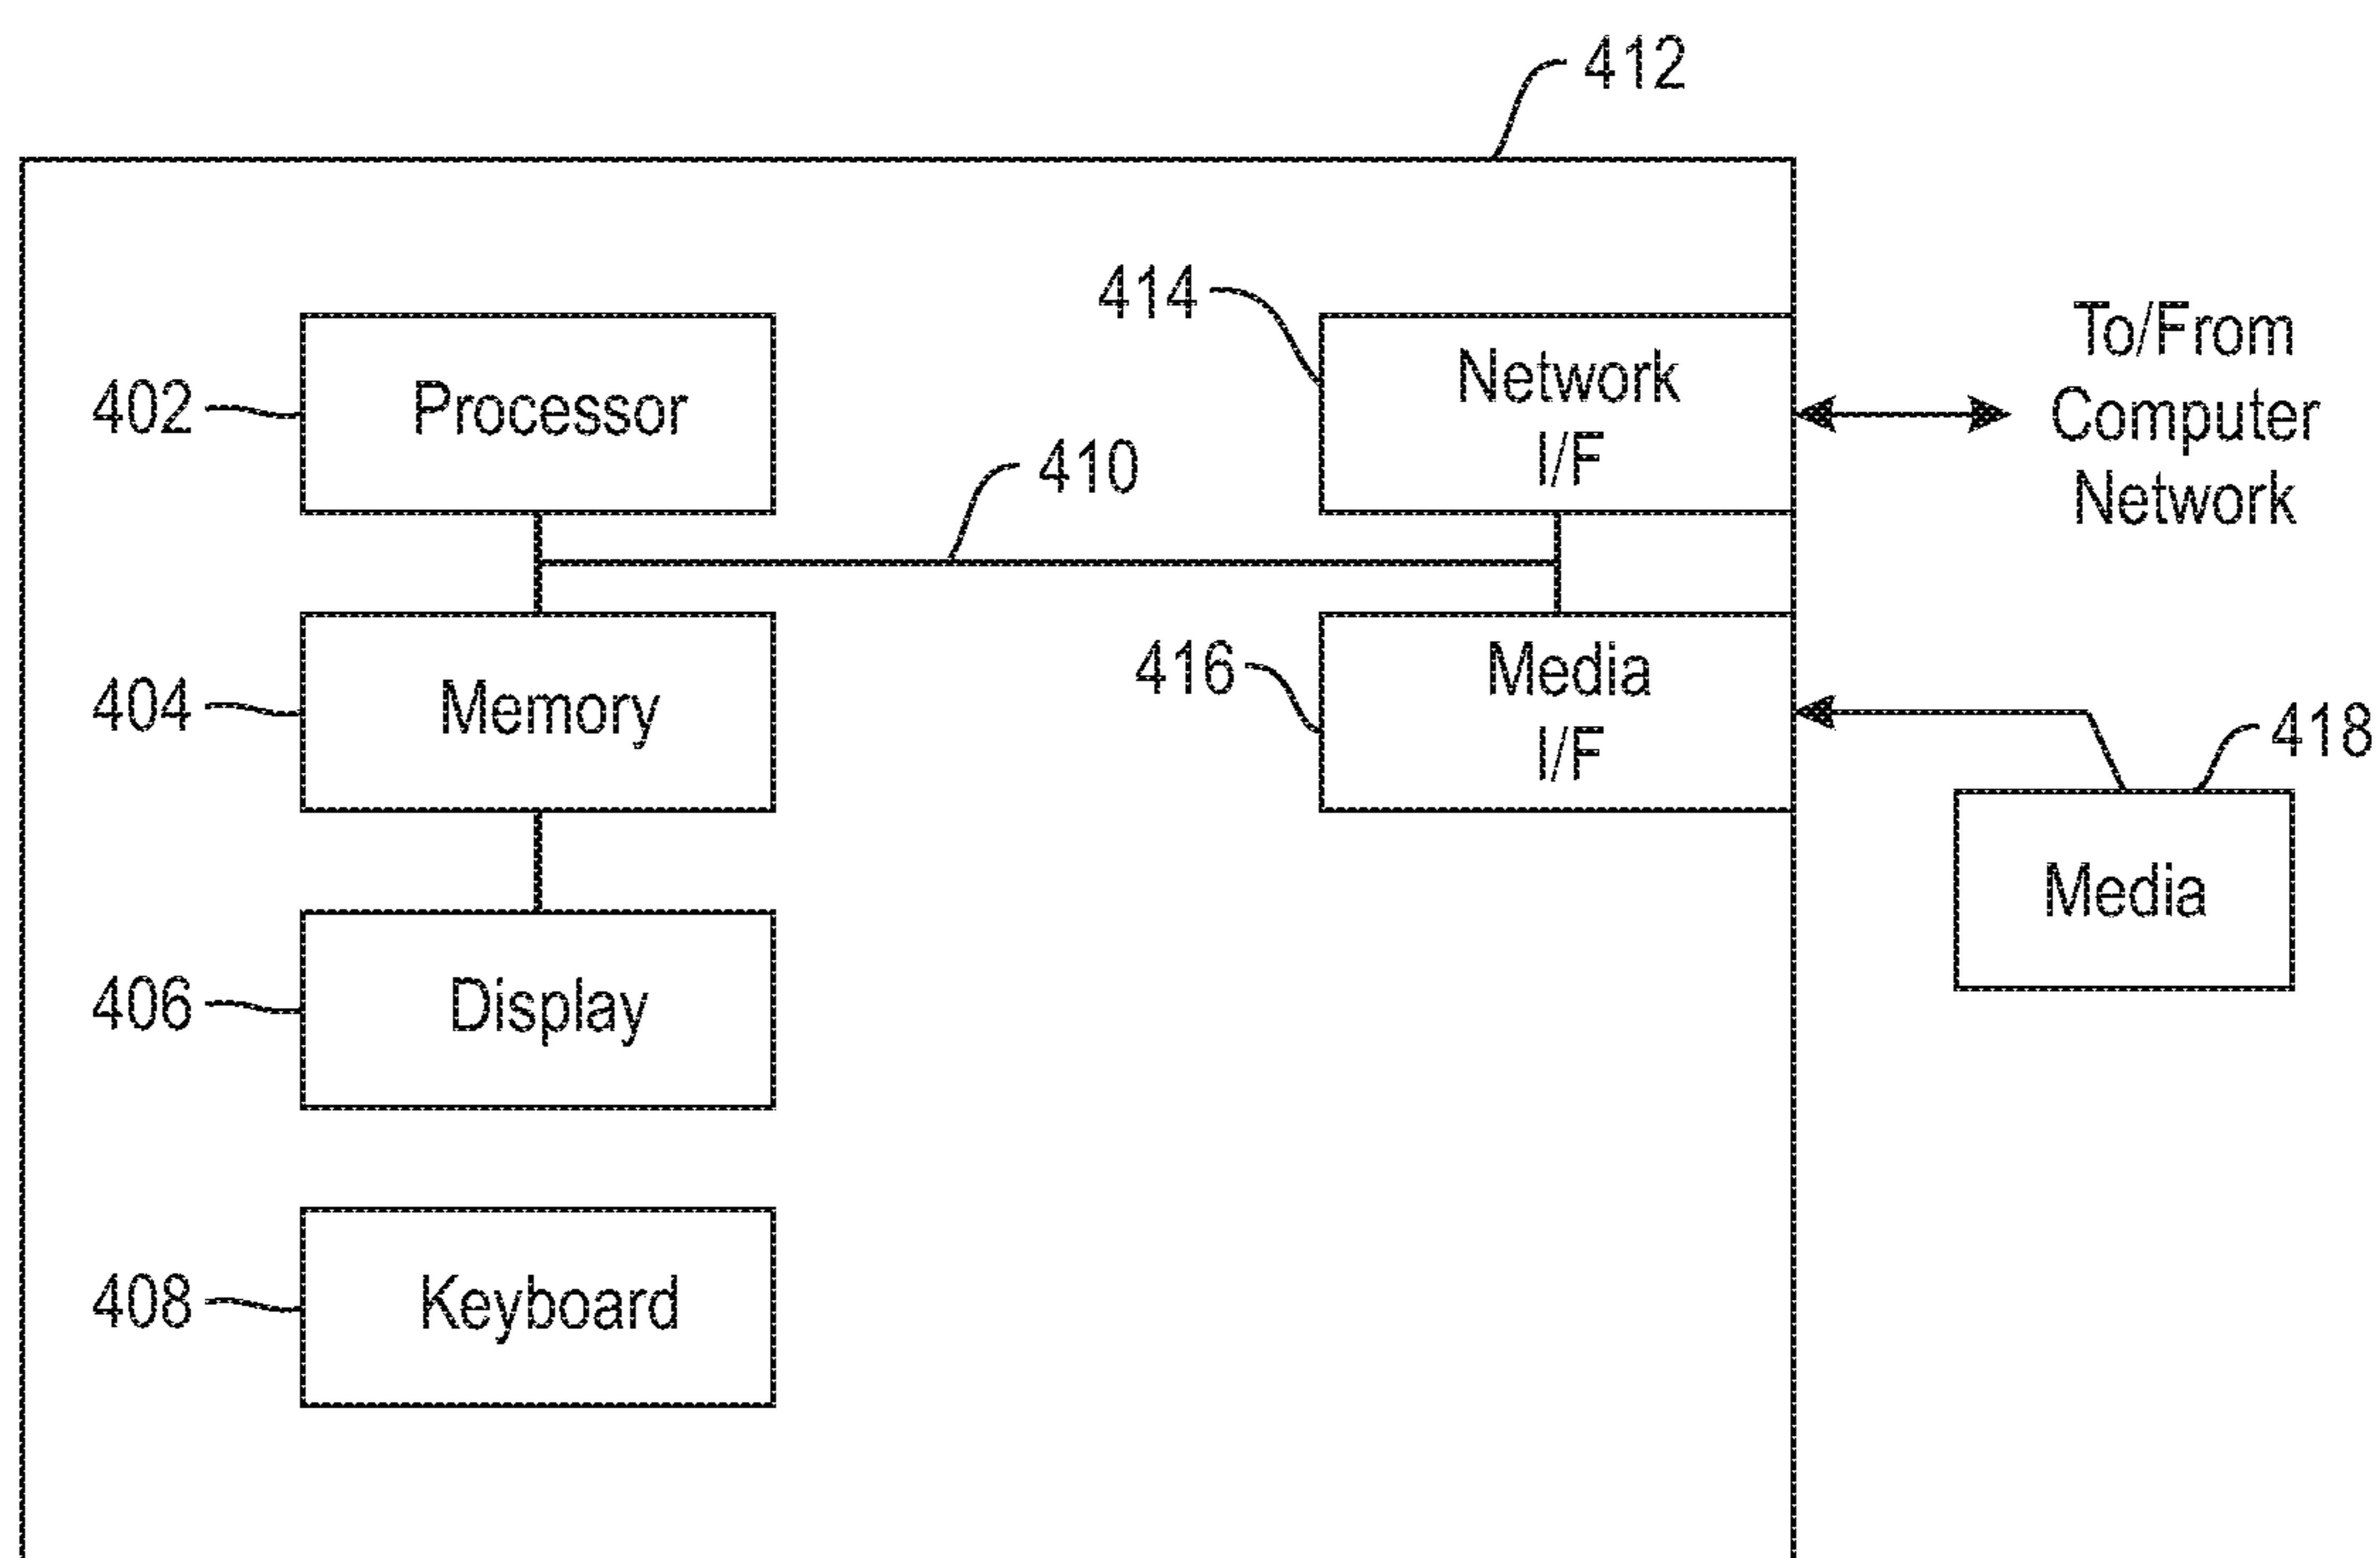 412
414
Network
I/F
To/From
Computer
Network
402
Processor
410
404
Memory
416
Media
I/F
418
Media
406
Display
408
Keyboard